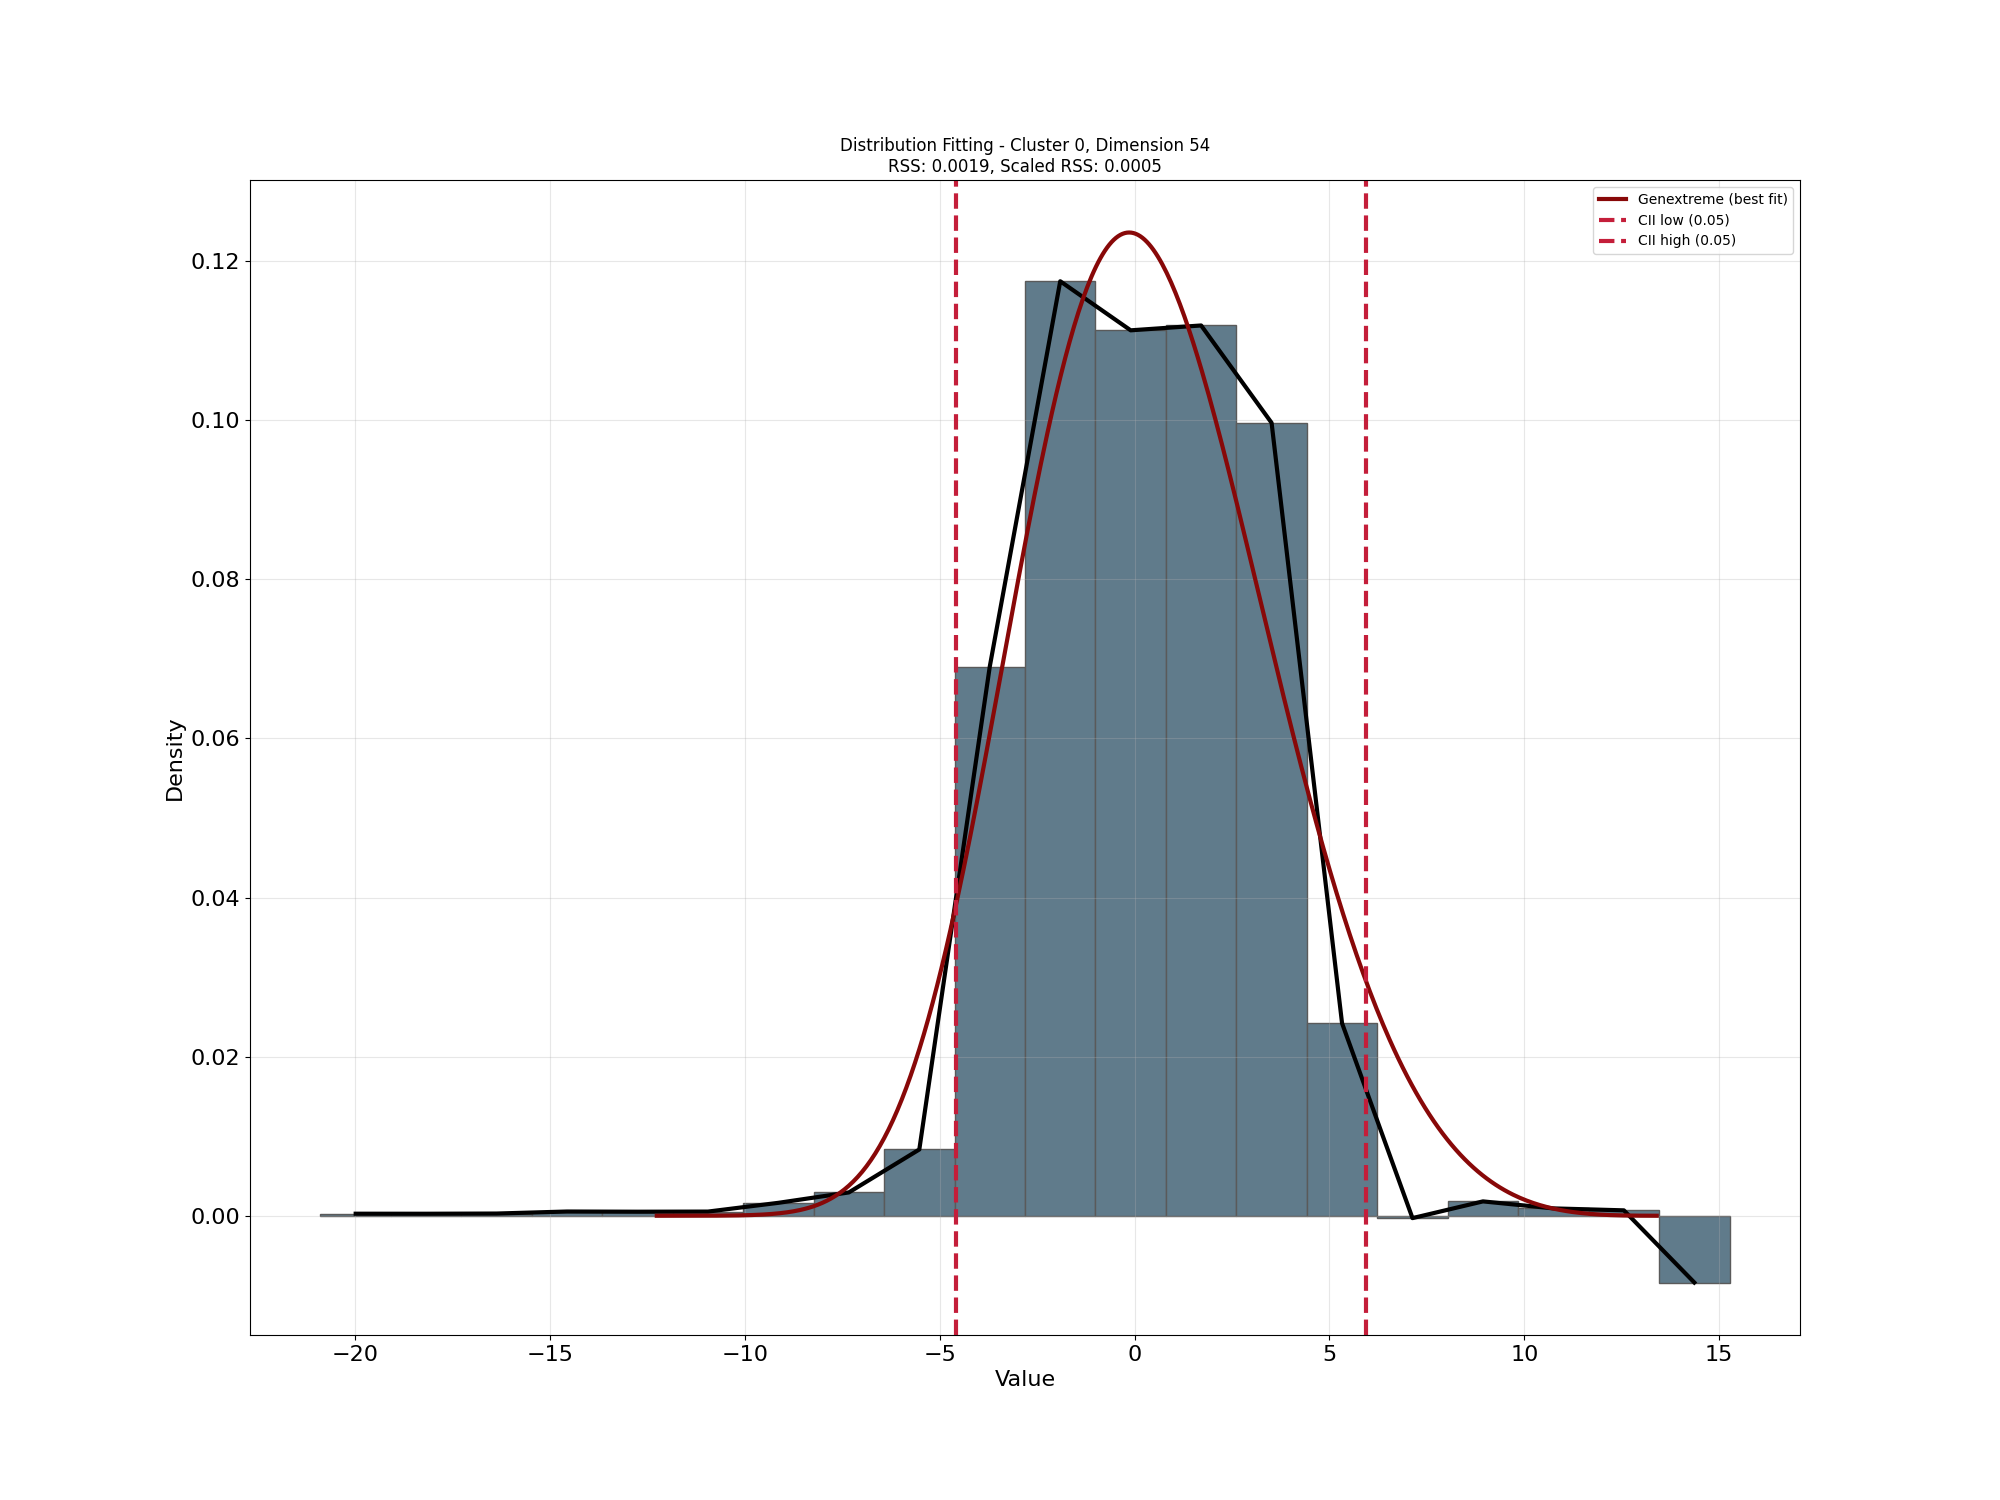 Distribution Fitting - Cluster 0, Dimension 54
RSS: 0.0019, Scaled RSS: 0.0005
Genextreme (best fit)
CII low (0.05)
CII high (0.05)
Density
0.12
0.10
0.08
0.06
0.04
0.02
0.00
−20 −15 −10 −5 0 5 10 15
Value